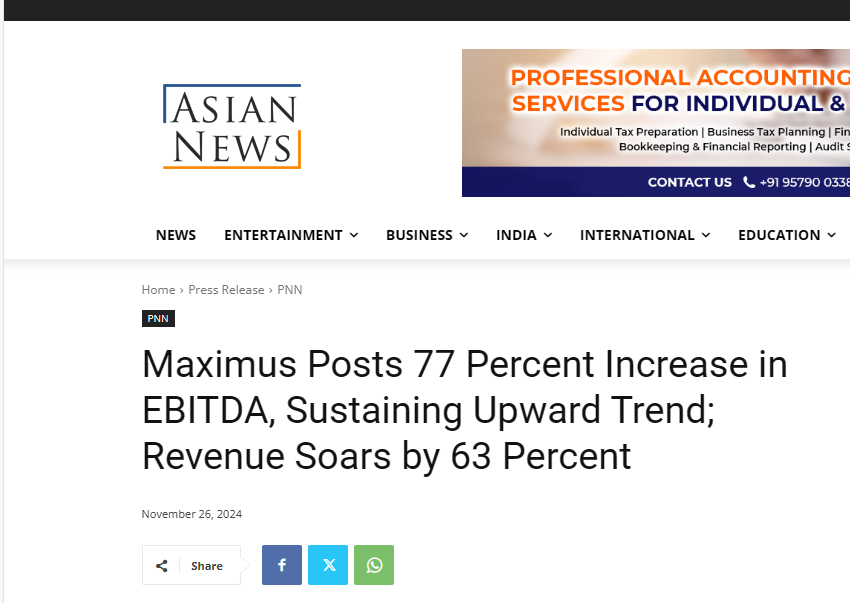 ASIAN
NEWS
PROFESSIONAL ACCOUNTING
SERVICES FOR INDIVIDUAL &
Individual Tax Preparation | Business Tax Planning | Fin
Bookkeeping & Financial Reporting | Audit S
CONTACT US +91 95790 0338
NEWS ENTERTAINMENT BUSINESS INDIA INTERNATIONAL EDUCATION
Home › Press Release › PNN
PNN
Maximus Posts 77 Percent Increase in
EBITDA, Sustaining Upward Trend;
Revenue Soars by 63 Percent
November 26, 2024
Share